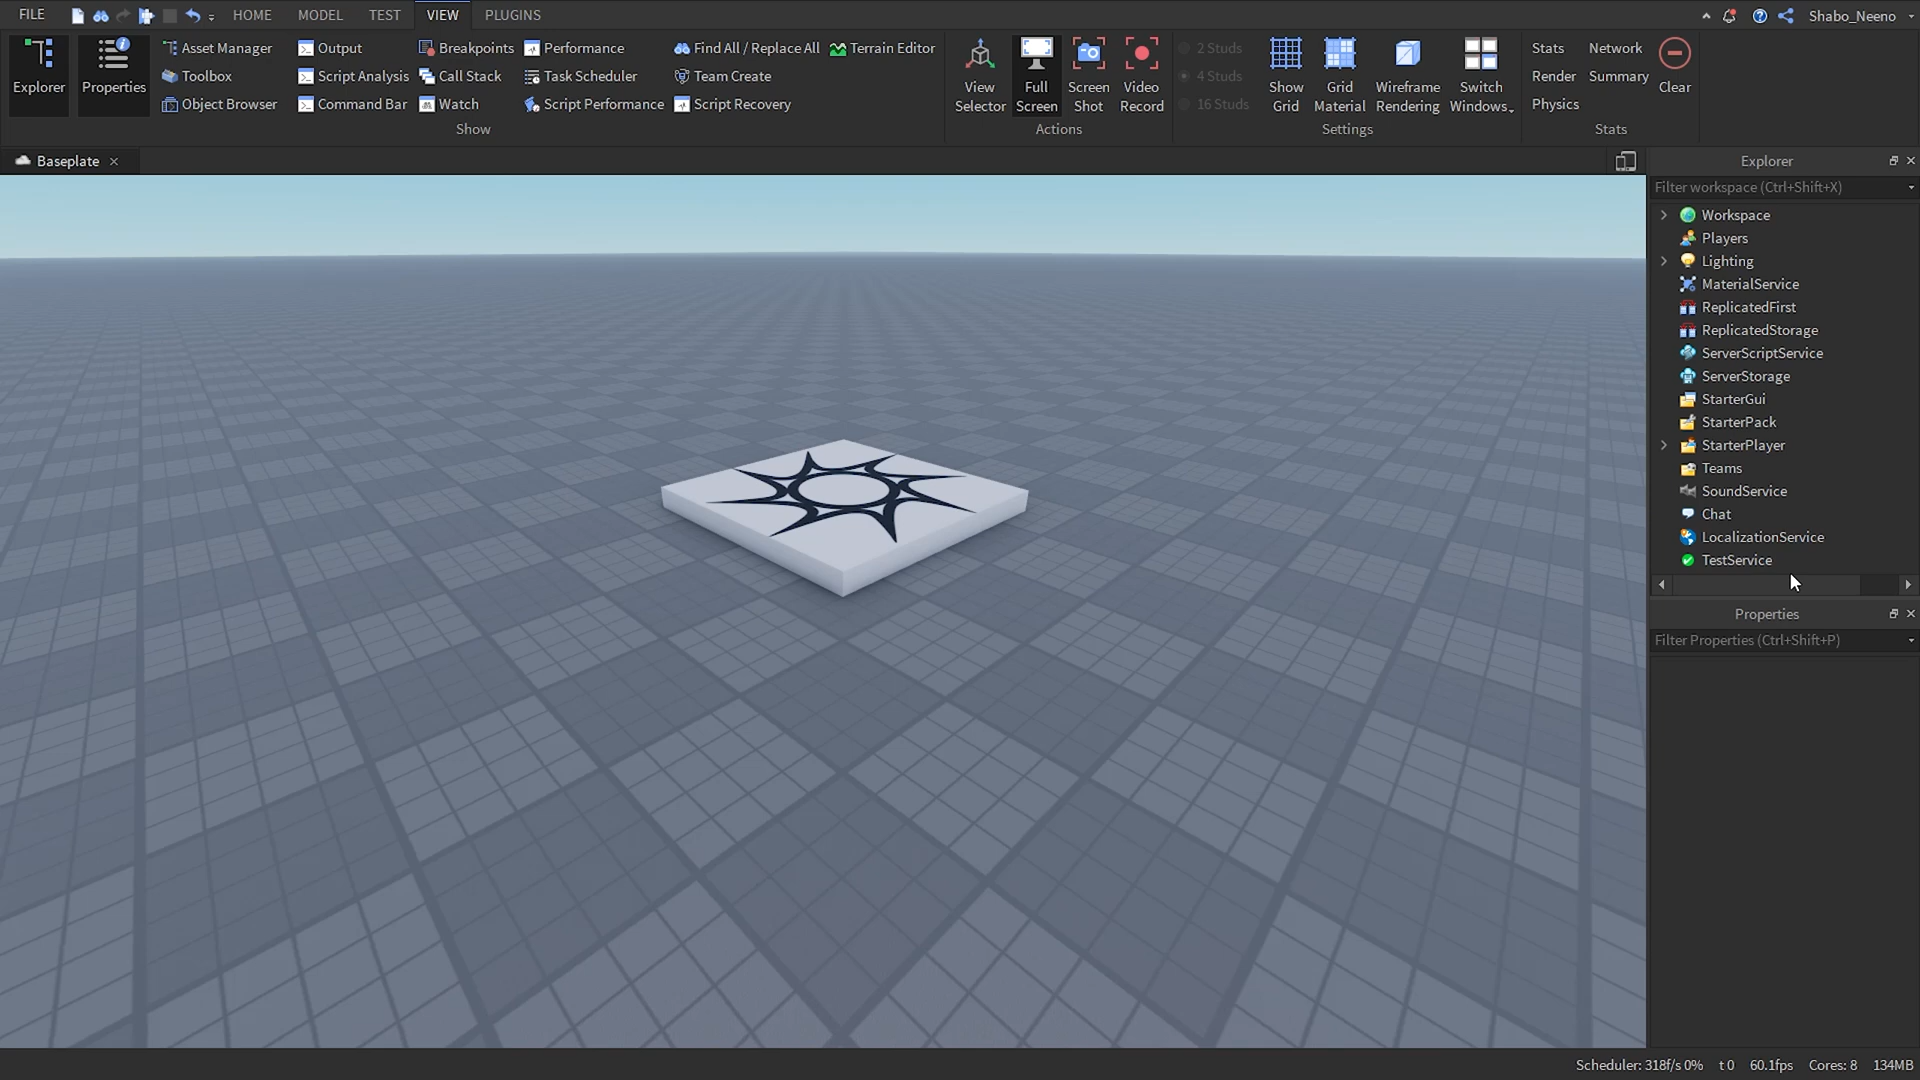 FILE HOME MODEL TEST VIEW PLUGINS Shabo_Neeno
Explorer
Properties
Asset Manager
Toolbox
Object Browser
Output
Script Analysis
Command Bar
Breakpoints
Call Stack
Watch
Performance
Task Scheduler
Script Performance
Find All / Replace All
Team Create
Script Recovery
Terrain Editor
Show
View
Selector
Full
Screen
Screen
Shot
Video
Record
Actions
2 Studs
4 Studs
16 Studs
Show
Grid
Grid
Material
Wireframe
Rendering
Switch
Windows
Settings
Stats
Render
Physics
Network
Summary
Clear
Stats
Baseplate
Explorer
Filter workspace (Ctrl+Shift+X)
Workspace
Players
Lighting
MaterialService
ReplicatedFirst
ReplicatedStorage
ServerScriptService
ServerStorage
StarterGui
StarterPack
StarterPlayer
Teams
SoundService
Chat
LocalizationService
TestService
Properties
Filter Properties (Ctrl+Shift+P)
Scheduler: 318f/s 0% t 0 60.1fps Cores: 8 134MB